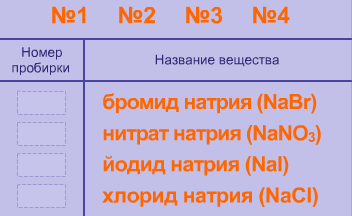 №1 №2 №3 №4
Номер пробирки
Название вещества
бромид натрия (NaBr)
нитрат натрия (NaNO₃)
йодид натрия (NaI)
хлорид натрия (NaCl)